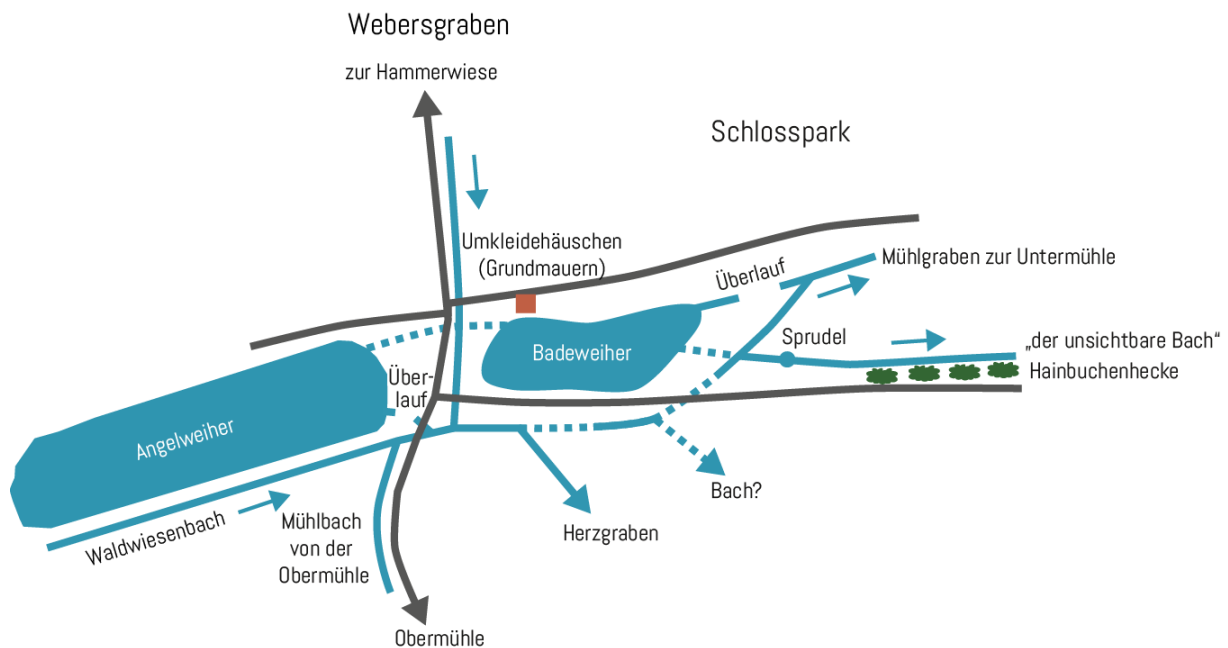 Webersgraben
zur Hammerwiese
Schlosspark
Umkleidehäuschen
(Grundmauern)
Überlauf
Mühlgraben zur Untermühle
Sprudel
„der unsichtbare Bach“
Hainbuchenhecke
Badeweiher
Über-
lauf
Angelweiher
Waldwiesenbach
Mühlbach
von der
Obermühle
Bach?
Herzgraben
Obermühle